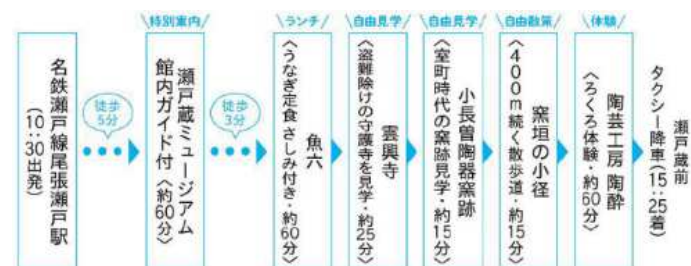 名鉄瀬戸線尾張瀬戸駅
(10:30出発)
徒歩
5分
特別案内
瀬戸蔵ミュージアム
館内ガイド付〈約60分〉
徒歩
3分
ランチ
魚六
〈うなぎ定食 さしみ付き・約60分〉
自由見学
雲興寺
〈盗難除けの守護寺を見学・約25分〉
自由見学
小長曽陶器窯跡
〈室町時代の窯跡見学・約15分〉
自由散策
窯垣の小径
〈400m続く散歩道・約15分〉
体験
陶芸工房 陶酔
〈ろくろ体験・約60分〉
瀬戸蔵前
タクシー降車(15:25着)